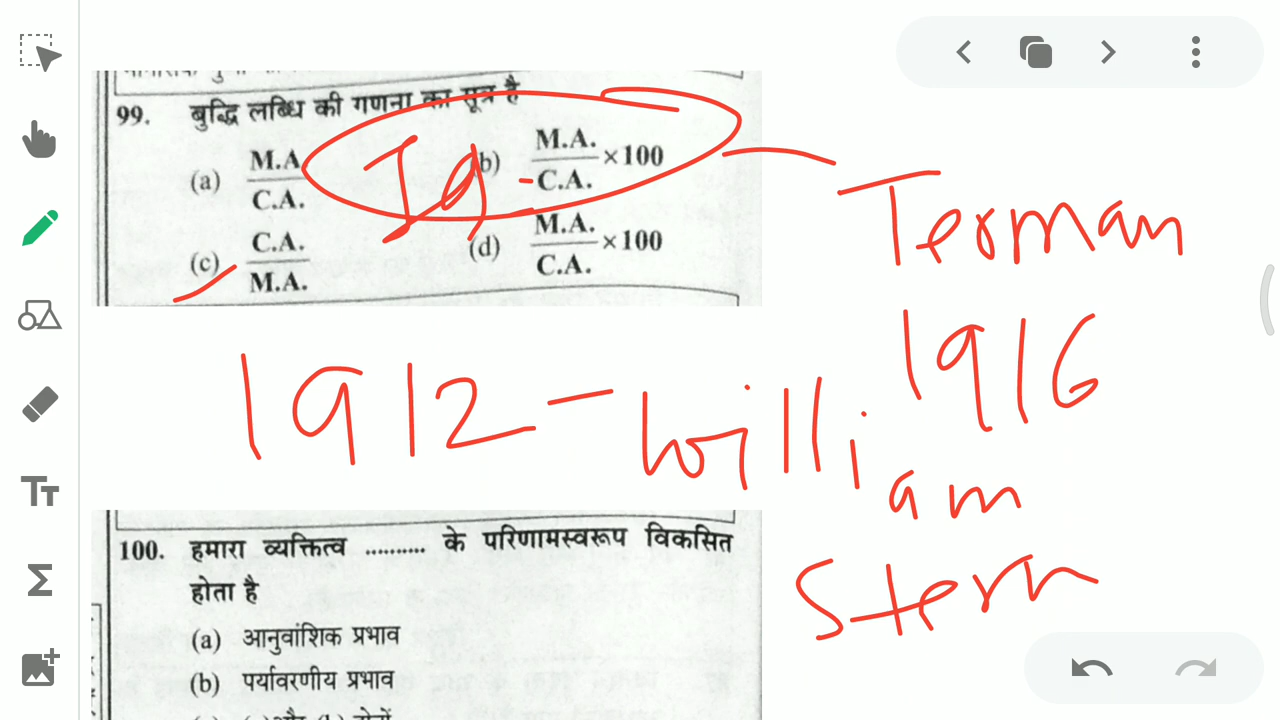 99. बुद्धि लब्धि की गणना का सूत्र है
(a) M.A / C.A.
(b) M.A. / C.A. ×100
(c) C.A. / M.A.
(d) M.A. / C.A. ×100
Iq -
Terman
1916
1912 - william
Stern
100. हमारा व्यक्तित्व .......... के परिणामस्वरूप विकसित
होता है
(a) आनुवांशिक प्रभाव
(b) पर्यावरणीय प्रभाव
Tт